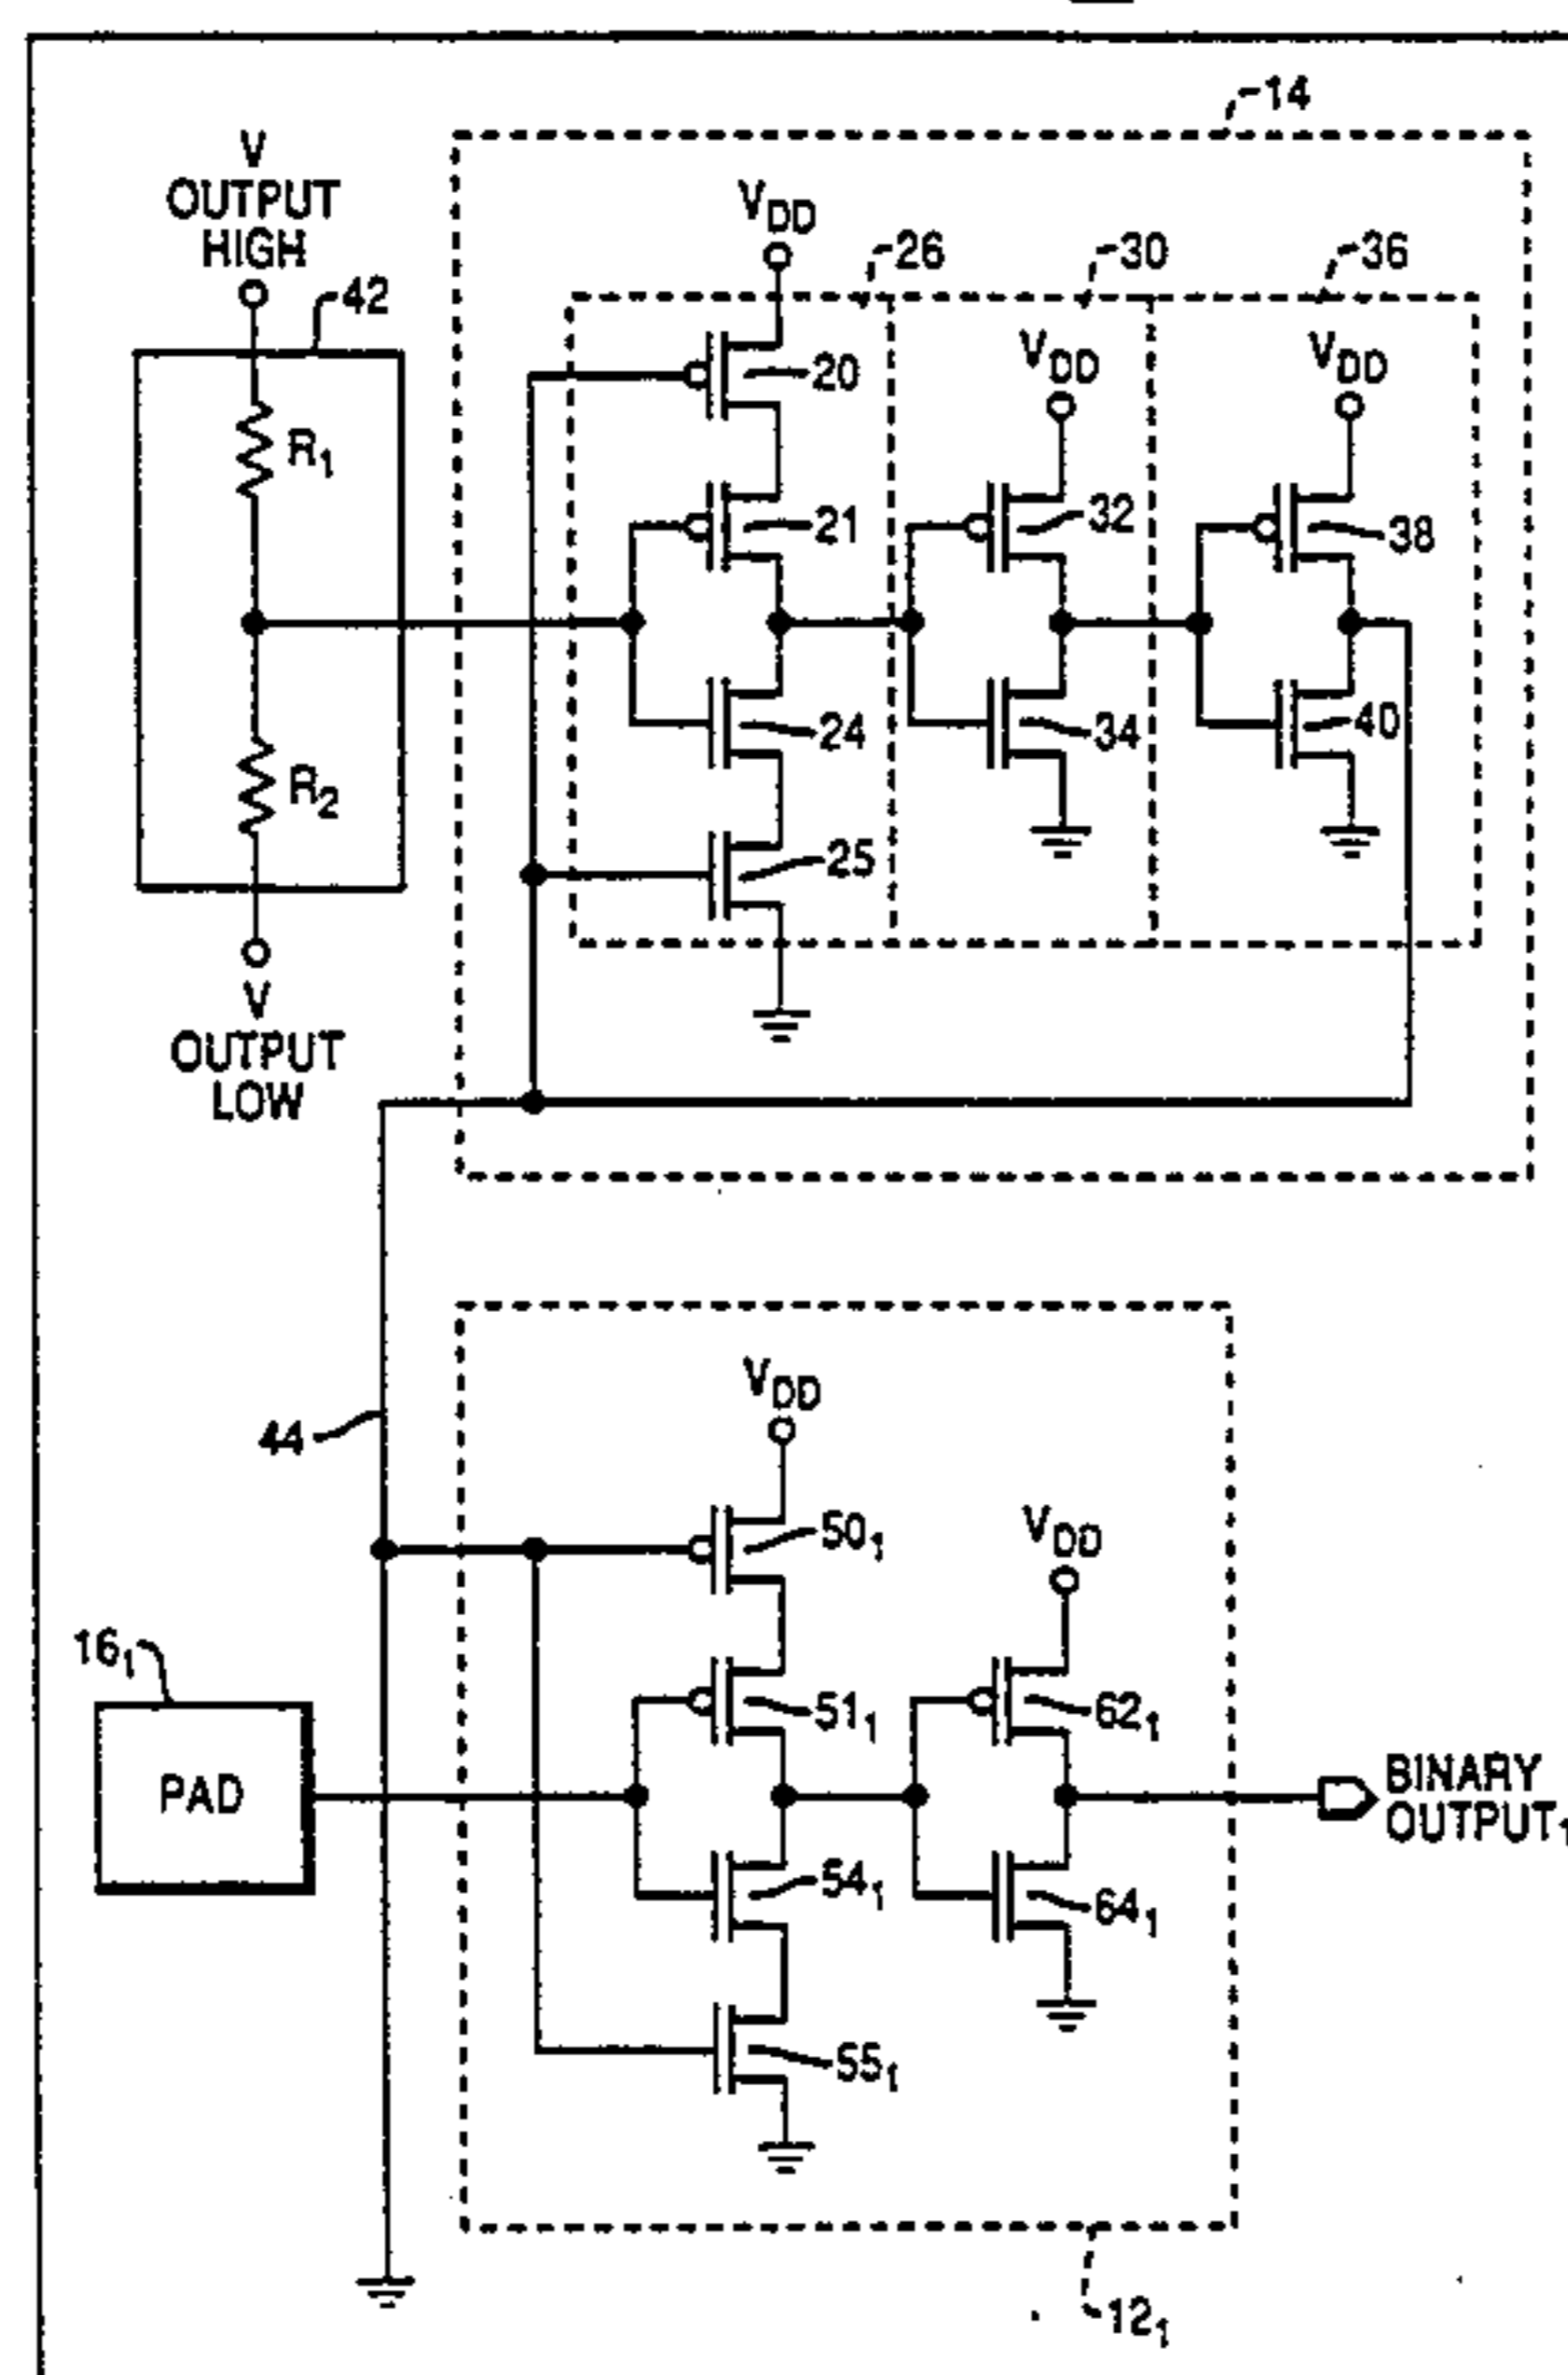 14
V
OUTPUT
HIGH
42
VDD
26
30
36
20
VDD
VDD
R1
21
32
38
24
34
40
R2
25
V
OUTPUT
LOW
VDD
44
501
VDD
161
511
621
PAD
BINARY
OUTPUT1
541
641
551
121